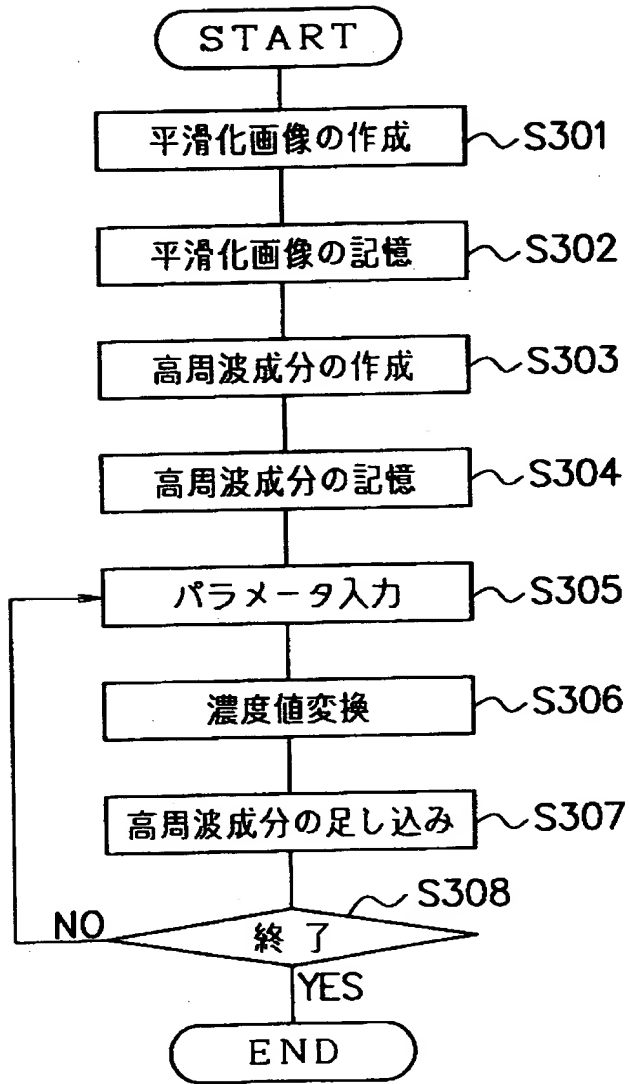 START
平滑化画像の作成 S301
平滑化画像の記憶 S302
高周波成分の作成 S303
高周波成分の記憶 S304
パラメータ入力 S305
濃度値変換 S306
高周波成分の足し込み S307
S308
NO 終了
YES
END